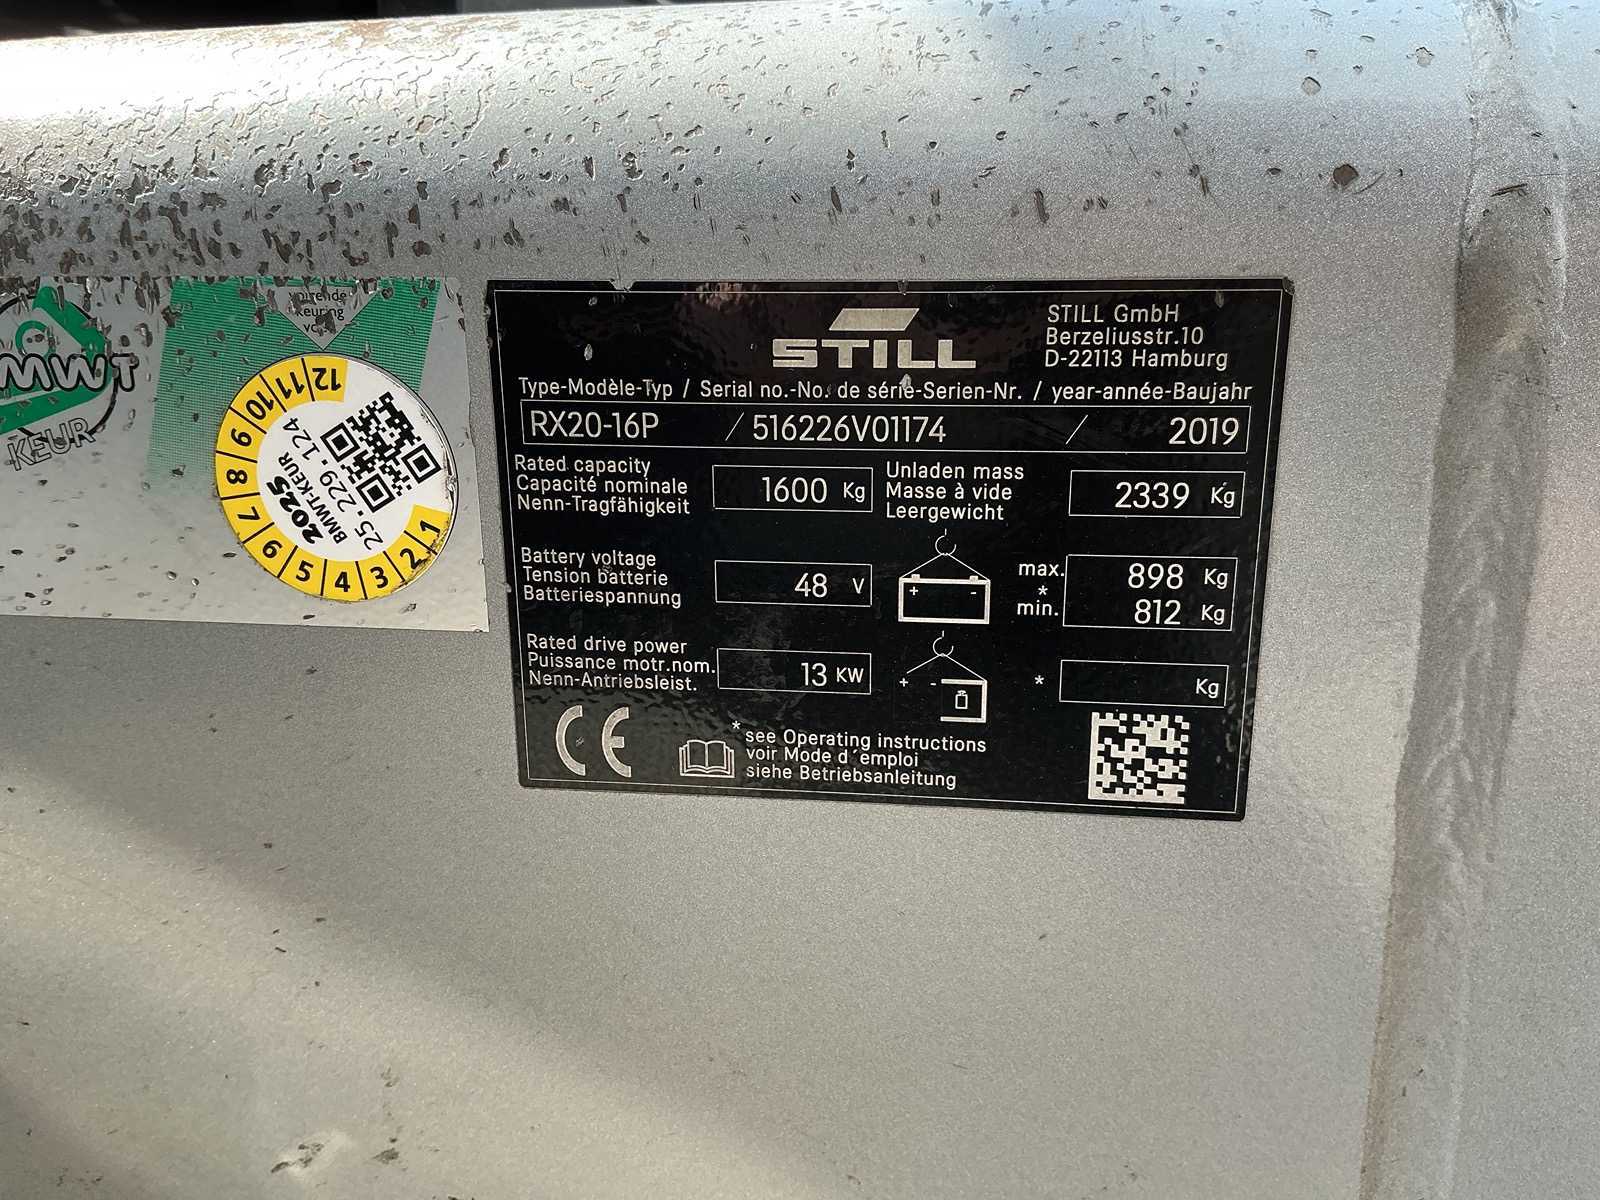 MWT
KEUR
keuring
12
11
10
9
8
7
6
5
4
3
2
1
2025
BMWT-KEUR
25. 229. 124
STILL
STILL GmbH
Berzeliusstr.10
D-22113 Hamburg
Type-Modèle-Typ / Serial no.-No. de série-Serien-Nr. / year-année-Baujahr
RX20-16P / 516226V01174 / 2019
Rated capacity
Capacité nominale
Nenn-Tragfähigkeit
1600 Kg
Unladen mass
Masse à vide
Leergewicht
2339 Kg
Battery voltage
Tension batterie
Batteriespannung
48 V
+ -
max. 898 Kg
*
min. 812 Kg
Rated drive power
Puissance motr.nom.
Nenn-Antriebsleist.
13 KW
+ -
* Kg
CE
* see Operating instructions
voir Mode d´emploi
siehe Betriebsanleitung